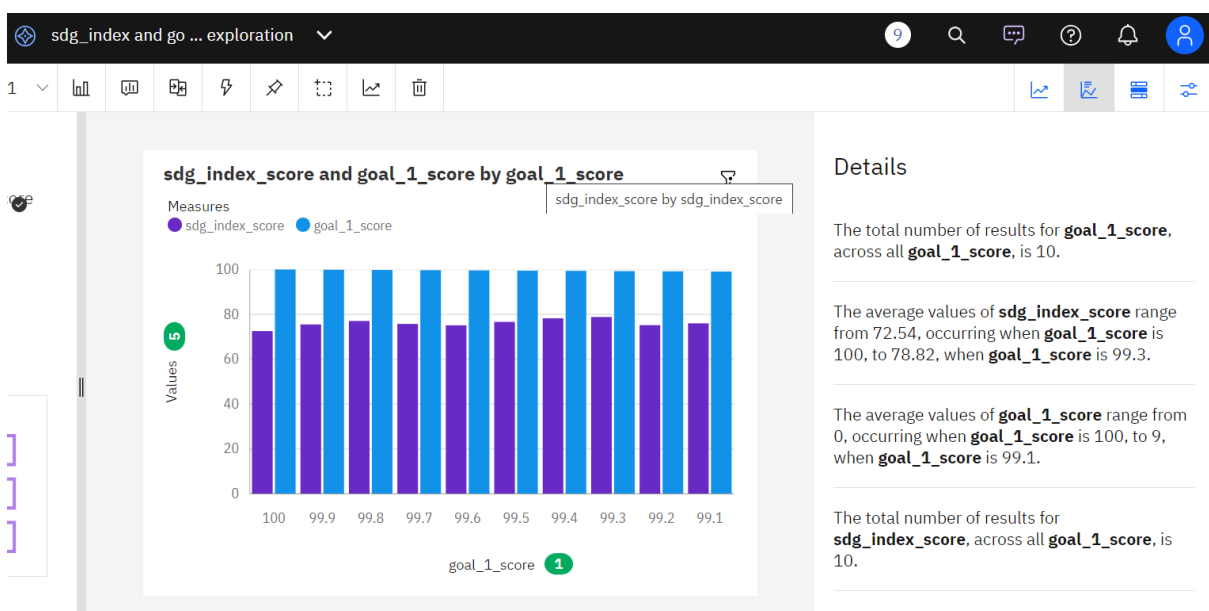 sdg_index and go ... exploration
9
1
sdg_index_score and goal_1_score by goal_1_score
sdg_index_score by sdg_index_score
Measures
sdg_index_score goal_1_score
100
80
60
40
20
0
Values 5
100 99.9 99.8 99.7 99.6 99.5 99.4 99.3 99.2 99.1
goal_1_score 1
Details
The total number of results for goal_1_score,
across all goal_1_score, is 10.
The average values of sdg_index_score range
from 72.54, occurring when goal_1_score is
100, to 78.82, when goal_1_score is 99.3.
The average values of goal_1_score range from
0, occurring when goal_1_score is 100, to 9,
when goal_1_score is 99.1.
The total number of results for
sdg_index_score, across all goal_1_score, is
10.